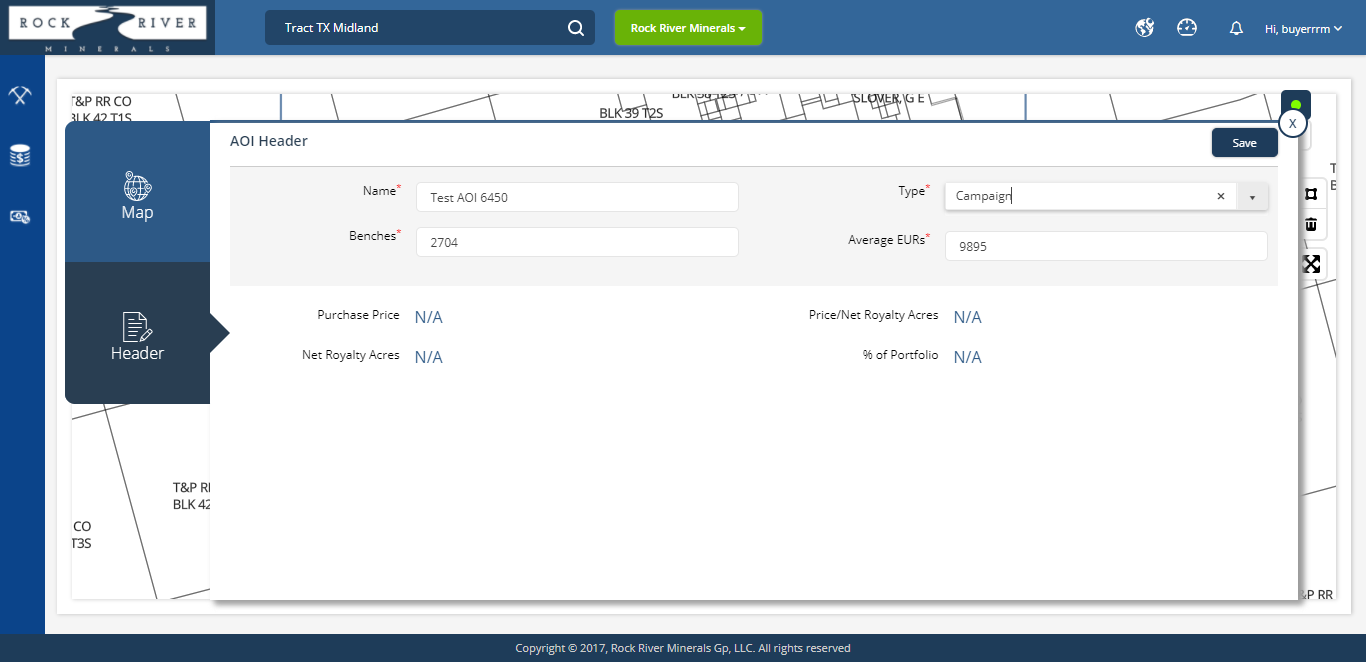 ROCK RIVER
MINERALS
Tract TX Midland
Rock River Minerals
Hi, buyerrrm
T&P RR CO
BLK 42 T1S
BLK 39 T2S
SLOVER, G E
X
AOI Header
Save
Map
Header
Name*
Test AOI 6450
Type*
Campaign
×
Benches*
2704
Average EURs*
9895
Purchase Price
N/A
Price/Net Royalty Acres
N/A
Net Royalty Acres
N/A
% of Portfolio
N/A
T&P RR
BLK 42
CO
T3S
&P RR
Copyright © 2017, Rock River Minerals Gp, LLC. All rights reserved